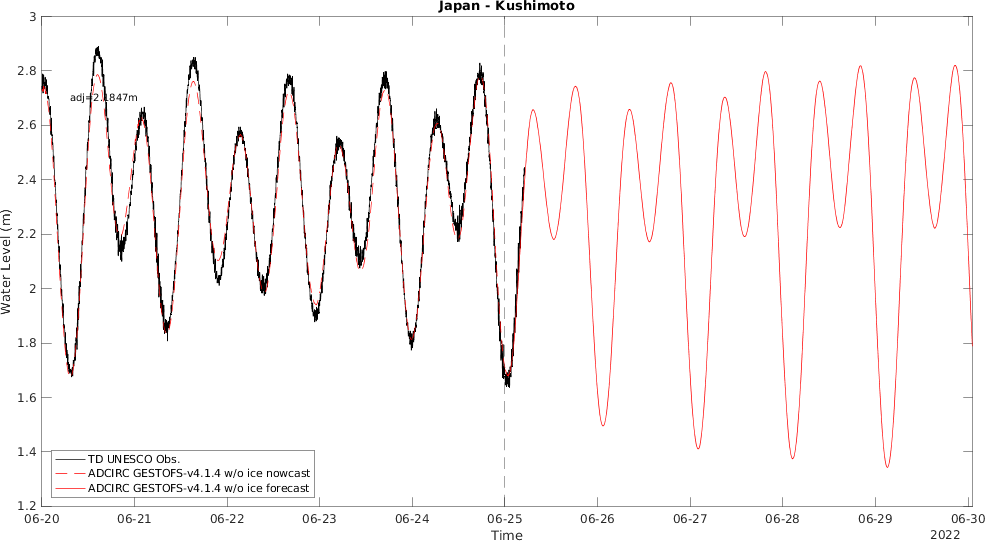 Japan - Kushimoto
3
2.8
2.6
2.4
2.2
2
1.8
1.6
1.4
1.2
Water Level (m)
adj=2.1847m
TD UNESCO Obs.
ADCIRC GESTOFS-v4.1.4 w/o ice nowcast
ADCIRC GESTOFS-v4.1.4 w/o ice forecast
06-20 06-21 06-22 06-23 06-24 06-25 06-26 06-27 06-28 06-29 06-30
Time
2022